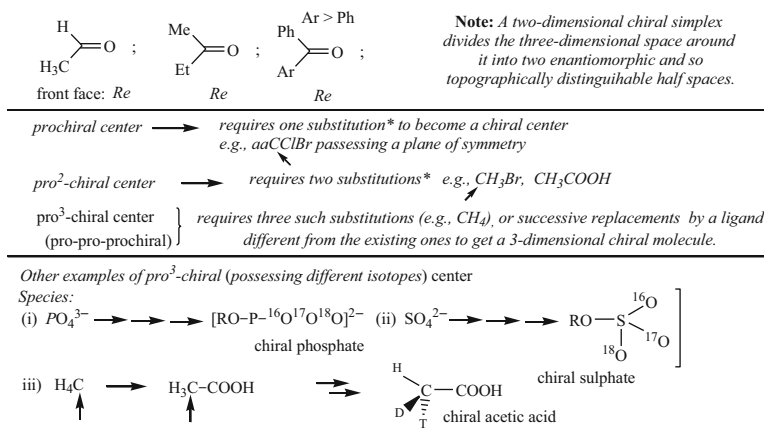 H
H₃C
O ;
Me
Et
O ;
Ph
Ar
Ar > Ph
O ;
front face: Re Re Re
Note: A two-dimensional chiral simplex
divides the three-dimensional space around
it into two enantiomorphic and so
topographically distinguihable half spaces.
prochiral center requires one substitution* to become a chiral center
e.g., aaCClBr passessing a plane of symmetry
pro²-chiral center requires two substitutions* e.g., CH₃Br, CH₃COOH
pro³-chiral center requires three such substitutions (e.g., CH₄), or successive replacements by a ligand
(pro-pro-prochiral) different from the existing ones to get a 3-dimensional chiral molecule.
Other examples of pro³-chiral (possessing different isotopes) center
Species:
(i) PO₄³⁻ [RO–P–¹⁶O¹⁷O¹⁸O]²⁻ (ii) SO₄²⁻ RO S ¹⁶O ¹⁷O ¹⁸O
chiral phosphate
chiral sulphate
iii) H₄C H₃C–COOH H C COOH D T
chiral acetic acid